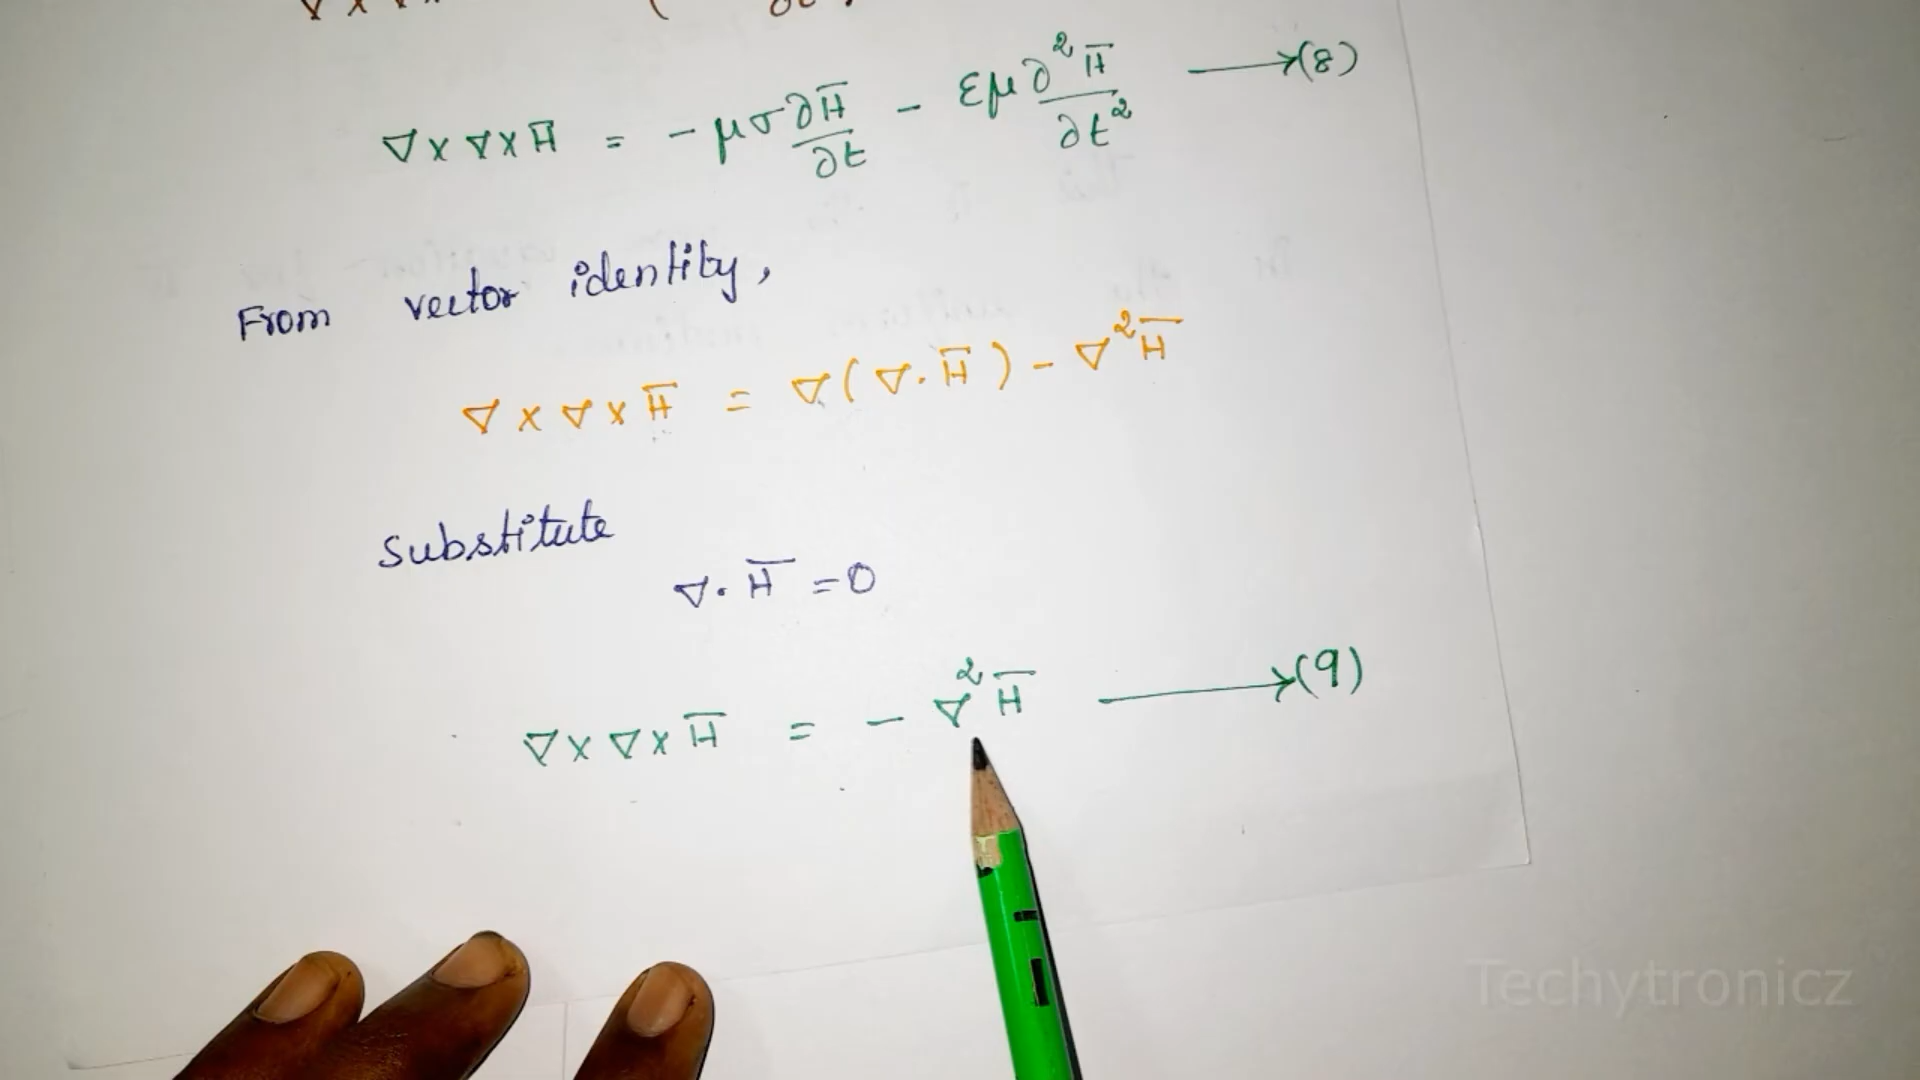 ∇×∇×H̅ = -μσ∂H̅/∂t - εμ∂²H̅/∂t² ⟶(8)
From vector identity,
∇×∇×H̅ = ∇(∇.H̅) - ∇²H̅
Substitute
∇.H̅ = 0
∇×∇×H̅ = -∇²H̅ ⟶(9)
Techytronicz